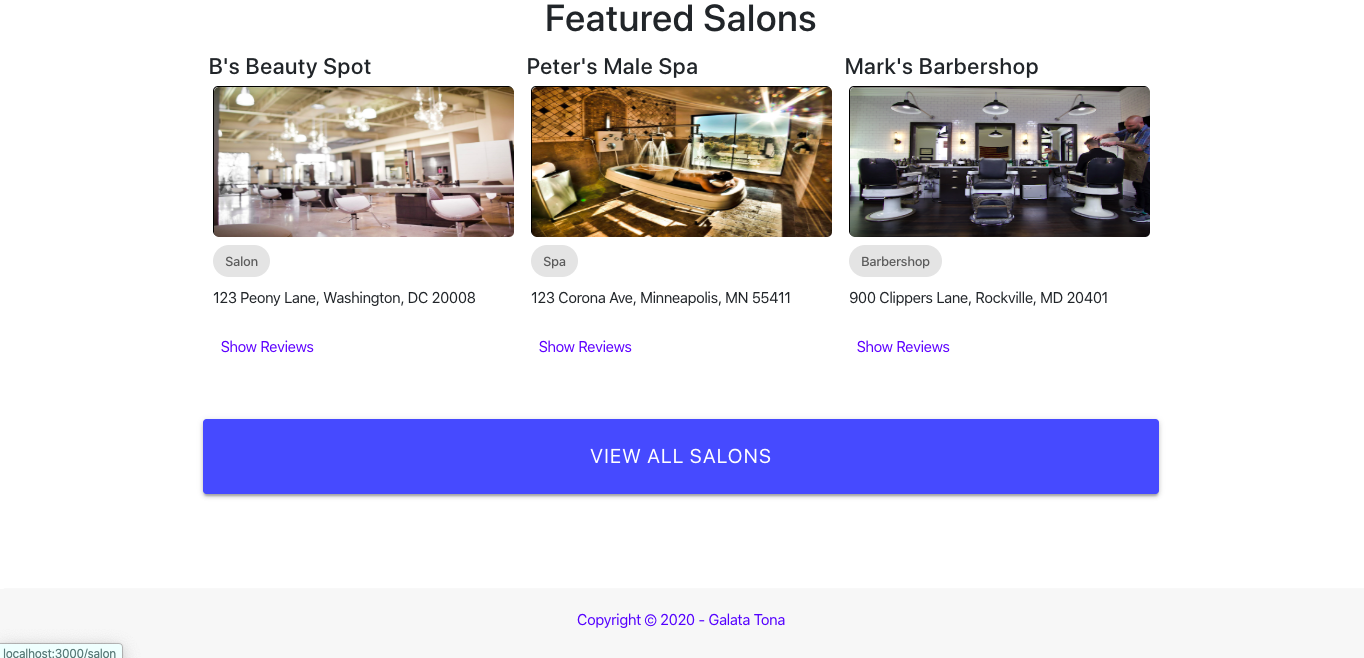 Featured Salons
B's Beauty Spot
Peter's Male Spa
Mark's Barbershop
Salon
Spa
Barbershop
123 Peony Lane, Washington, DC 20008
123 Corona Ave, Minneapolis, MN 55411
900 Clippers Lane, Rockville, MD 20401
Show Reviews
Show Reviews
Show Reviews
VIEW ALL SALONS
Copyright © 2020 - Galata Tona
localhost:3000/salon